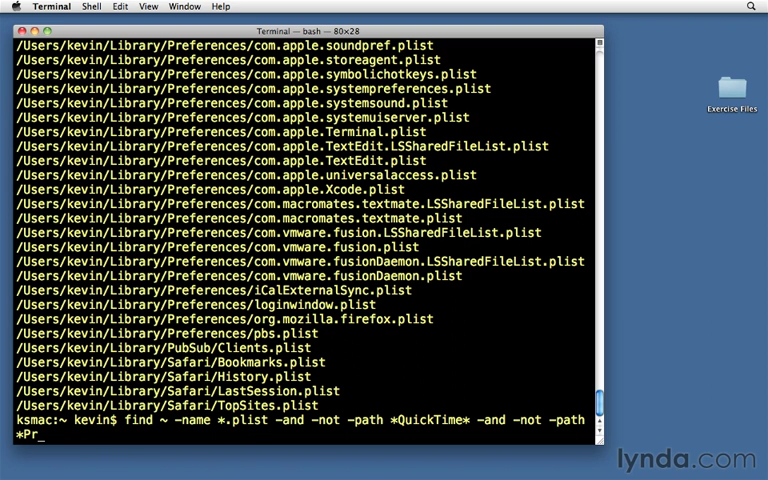 Terminal Shell Edit View Window Help
Terminal — bash — 80×28
/Users/kevin/Library/Preferences/com.apple.soundpref.plist
/Users/kevin/Library/Preferences/com.apple.storeagent.plist
/Users/kevin/Library/Preferences/com.apple.symbolichotkeys.plist
/Users/kevin/Library/Preferences/com.apple.systempreferences.plist
/Users/kevin/Library/Preferences/com.apple.systemsound.plist
/Users/kevin/Library/Preferences/com.apple.systemuiserver.plist
/Users/kevin/Library/Preferences/com.apple.Terminal.plist
/Users/kevin/Library/Preferences/com.apple.TextEdit.LSSharedFileList.plist
/Users/kevin/Library/Preferences/com.apple.TextEdit.plist
/Users/kevin/Library/Preferences/com.apple.universalaccess.plist
/Users/kevin/Library/Preferences/com.apple.Xcode.plist
/Users/kevin/Library/Preferences/com.macromates.textmate.LSSharedFileList.plist
/Users/kevin/Library/Preferences/com.macromates.textmate.plist
/Users/kevin/Library/Preferences/com.vmware.fusion.LSSharedFileList.plist
/Users/kevin/Library/Preferences/com.vmware.fusion.plist
/Users/kevin/Library/Preferences/com.vmware.fusionDaemon.LSSharedFileList.plist
/Users/kevin/Library/Preferences/com.vmware.fusionDaemon.plist
/Users/kevin/Library/Preferences/iCalExternalSync.plist
/Users/kevin/Library/Preferences/loginwindow.plist
/Users/kevin/Library/Preferences/org.mozilla.firefox.plist
/Users/kevin/Library/Preferences/pbs.plist
/Users/kevin/Library/PubSub/Clients.plist
/Users/kevin/Library/Safari/Bookmarks.plist
/Users/kevin/Library/Safari/History.plist
/Users/kevin/Library/Safari/LastSession.plist
/Users/kevin/Library/Safari/TopSites.plist
ksmac:~ kevin$ find ~ -name *.plist -and -not -path *QuickTime* -and -not -path
*Pr_
Exercise Files
lynda.com